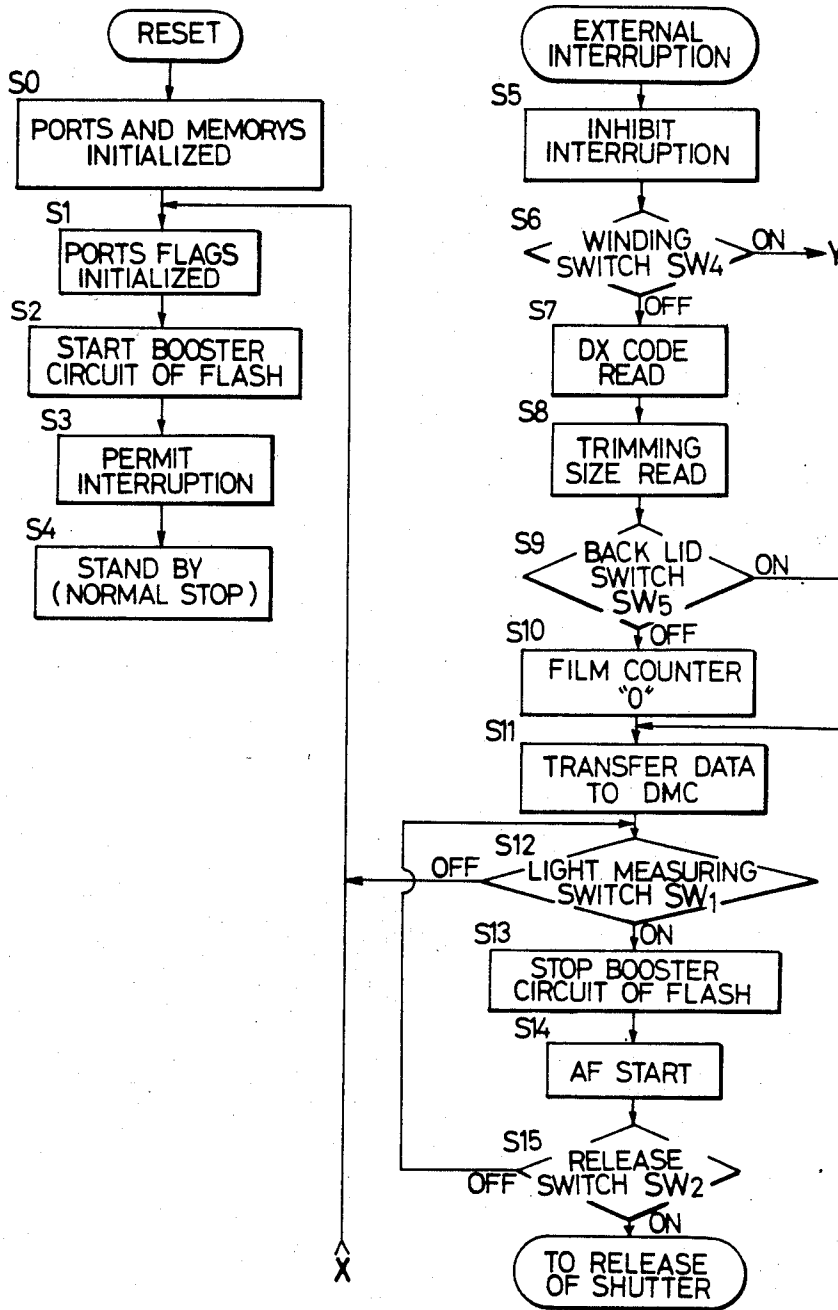 RESET
S0
PORTS AND MEMORYS
INITIALIZED
S1
PORTS FLAGS
INITIALIZED
S2
START BOOSTER
CIRCUIT OF FLASH
S3
PERMIT
INTERRUPTION
S4
STAND BY
(NORMAL STOP)
X
EXTERNAL
INTERRUPTION
S5
INHIBIT
INTERRUPTION
S6
WINDING
SWITCH SW4
ON
Y
OFF
S7
DX CODE
READ
S8
TRIMMING
SIZE READ
S9
BACK LID
SWITCH
SW5
ON
OFF
S10
FILM COUNTER
"0"
S11
TRANSFER DATA
TO DMC
S12
OFF
LIGHT MEASURING
SWITCH SW1
ON
S13
STOP BOOSTER
CIRCUIT OF FLASH
S14
AF START
S15
RELEASE
OFF SWITCH SW2
ON
TO RELEASE
OF SHUTTER